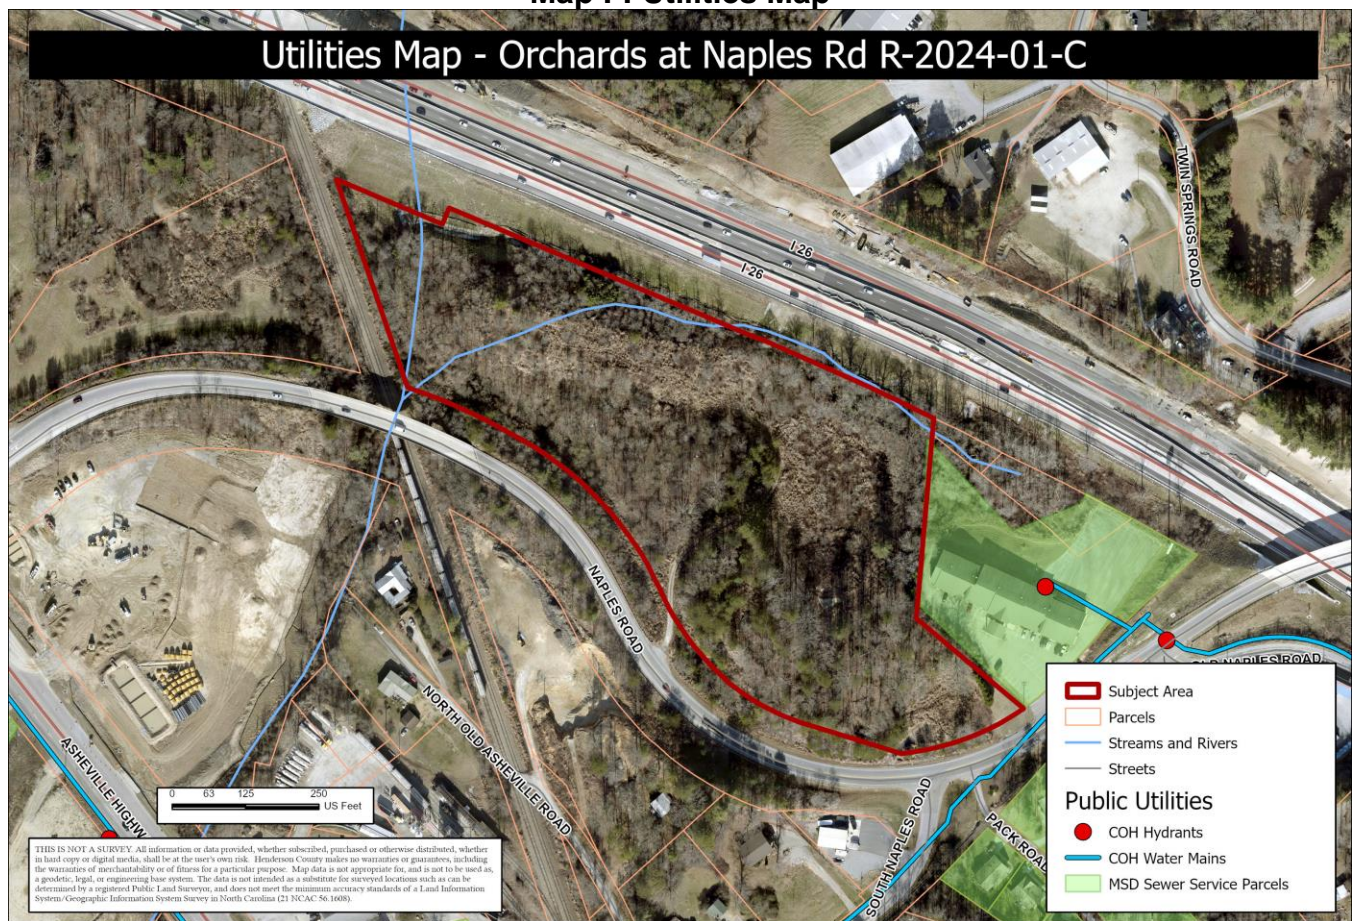 Utilities Map - Orchards at Naples Rd R-2024-01-C
TWIN SPRINGS ROAD
I 26
I 26
NAPLES ROAD
NORTH OLD ASHEVILLE ROAD
SOUTH NAPLES ROAD
PACK ROAD
NAPLES ROAD
ASHEVILLE HIGHW
0 63 125 250
US Feet
THIS IS NOT A SURVEY. All information or data provided, whether subscribed, purchased or otherwise distributed, whether
in hard copy or digital media, shall be at the user's own risk. Henderson County makes no warranties or guarantees, including
the warranties of merchantability or of fitness for a particular purpose. Map data is not appropriate for, and is not to be used as,
a geodetic, legal, or engineering base system. The data is not intended as a substitute for surveyed locations such as can be
determined by a registered Public Land Surveyor, and does not meet the minimum accuracy standards of a Land Information
System/Geographic Information System Survey in North Carolina (21 NCAC 56.1608).
Subject Area
Parcels
Streams and Rivers
Streets
Public Utilities
COH Hydrants
COH Water Mains
MSD Sewer Service Parcels